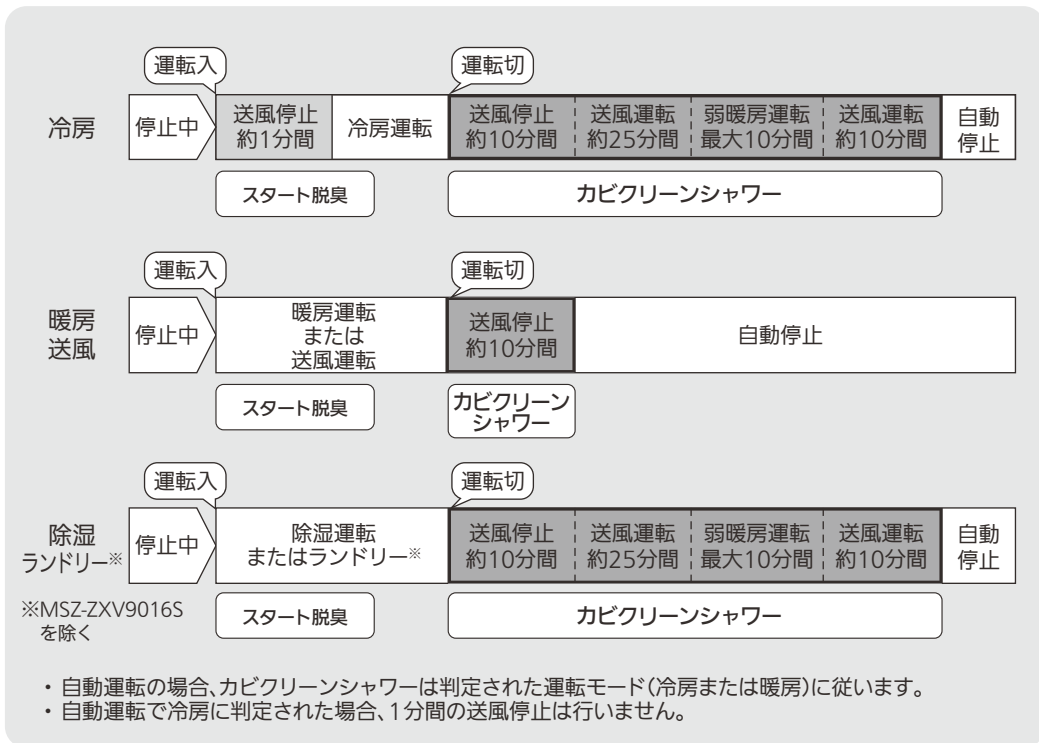 運転入
運転切
冷房
停止中
送風停止
約1分間
冷房運転
送風停止
約10分間
送風運転
約25分間
弱暖房運転
最大10分間
送風運転
約10分間
自動
停止
スタート脱臭
カビクリーンシャワー
運転入
運転切
暖房
送風
停止中
暖房運転
または
送風運転
送風停止
約10分間
自動停止
スタート脱臭
カビクリーン
シャワー
運転入
運転切
除湿
ランドリー※
停止中
除湿運転
またはランドリー※
送風停止
約10分間
送風運転
約25分間
弱暖房運転
最大10分間
送風運転
約10分間
自動
停止
※MSZ-ZXV9016S
を除く
スタート脱臭
カビクリーンシャワー
・自動運転の場合、カビクリーンシャワーは判定された運転モード(冷房または暖房)に従います。
・自動運転で冷房に判定された場合、1分間の送風停止は行いません。